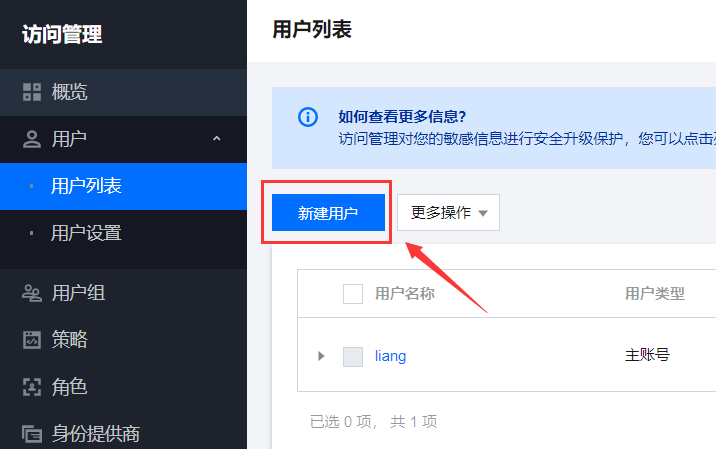 访问管理
概览
用户
用户列表
用户设置
用户组
策略
角色
身份提供商
用户列表
如何查看更多信息?
访问管理对您的敏感信息进行安全升级保护，您可以点击
新建用户
更多操作
用户名称
用户类型
liang
主账号
已选 0 项， 共 1 项